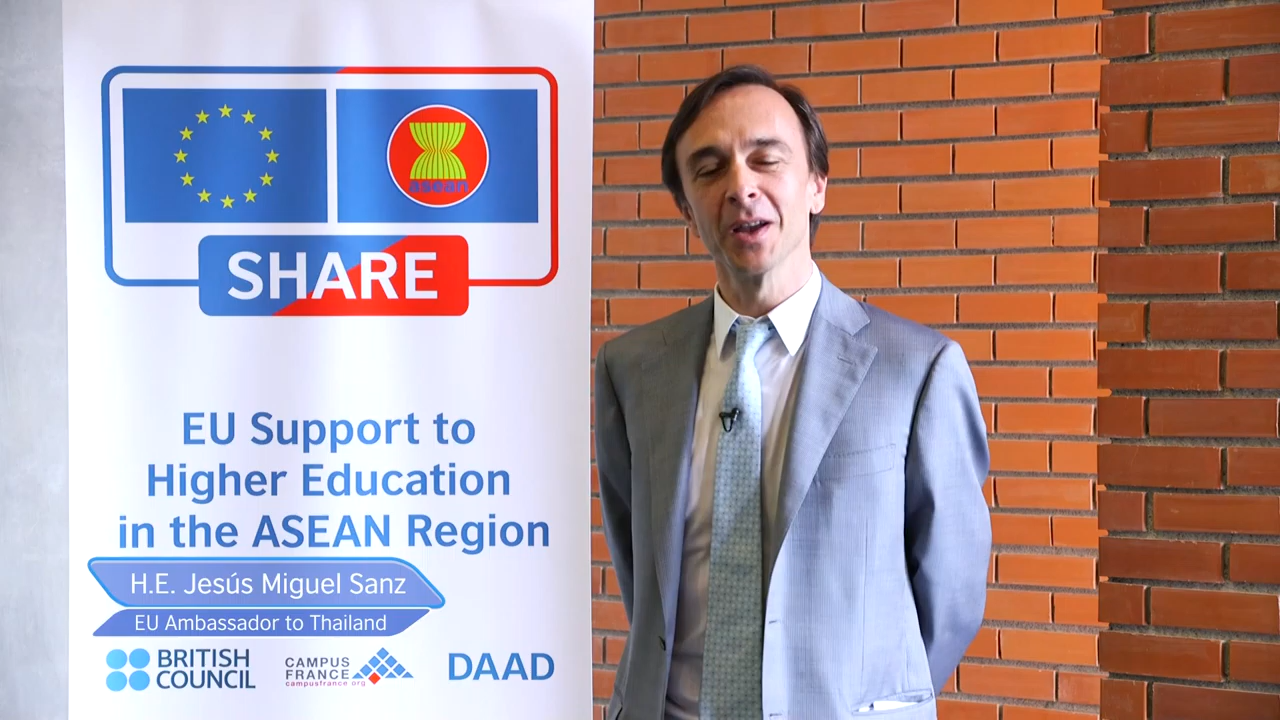 asean
SHARE
EU Support to
Higher Education
in the ASEAN Region
H.E. Jesús Miguel Sanz
EU Ambassador to Thailand
BRITISH
COUNCIL
CAMPUS
FRANCE
campusfrance.org
DAAD